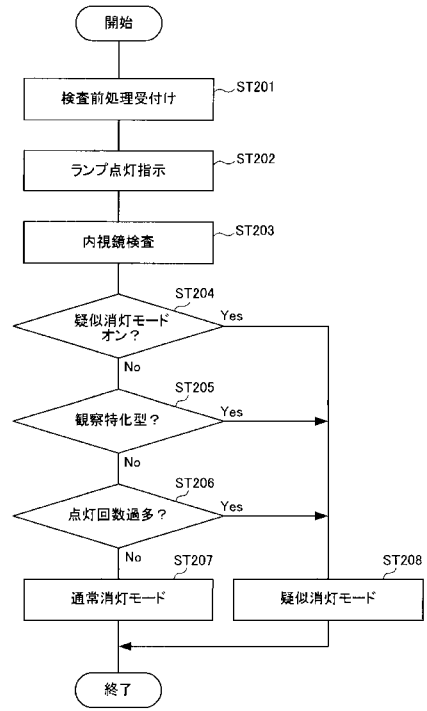 開始
検査前処理受付け
ST201
ランプ点灯指示
ST202
内視鏡検査
ST203
ST204
疑似消灯モード
オン?
Yes
No
ST205
観察特化型?
Yes
No
ST206
点灯回数過多?
Yes
No
ST207
通常消灯モード
ST208
疑似消灯モード
終了